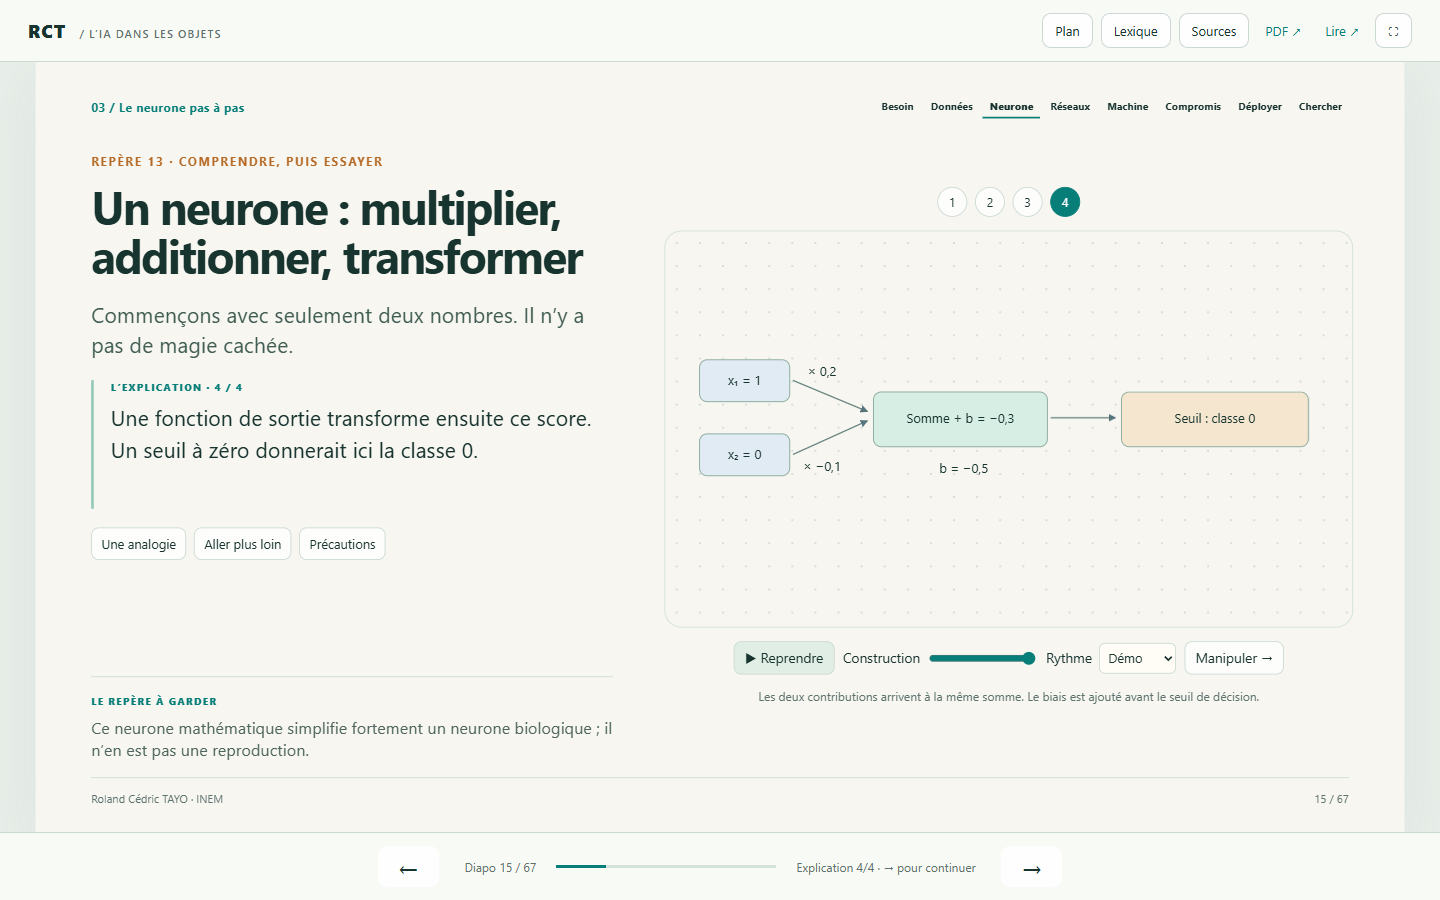 RCT / L'IA DANS LES OBJETS
Plan
Lexique
Sources
PDF ↗
Lire ↗
03 / Le neurone pas à pas
Besoin
Données
Neurone
Réseaux
Machine
Compromis
Déployer
Chercher
REPÈRE 13 · COMPRENDRE, PUIS ESSAYER
Un neurone : multiplier,
additionner, transformer
Commençons avec seulement deux nombres. Il n’y a
pas de magie cachée.
L’EXPLICATION · 4 / 4
Une fonction de sortie transforme ensuite ce score.
Un seuil à zéro donnerait ici la classe 0.
Une analogie
Aller plus loin
Précautions
LE REPÈRE À GARDER
Ce neurone mathématique simplifie fortement un neurone biologique ; il
n’en est pas une reproduction.
1
2
3
4
x₁ = 1
× 0,2
x₂ = 0
× −0,1
Somme + b = −0,3
b = −0,5
Seuil : classe 0
▶ Reprendre
Construction
Rythme
Démo
Manipuler →
Les deux contributions arrivent à la même somme. Le biais est ajouté avant le seuil de décision.
Roland Cédric TAYO · INEM
15 / 67
←
Diapo 15 / 67
Explication 4/4 · → pour continuer
→